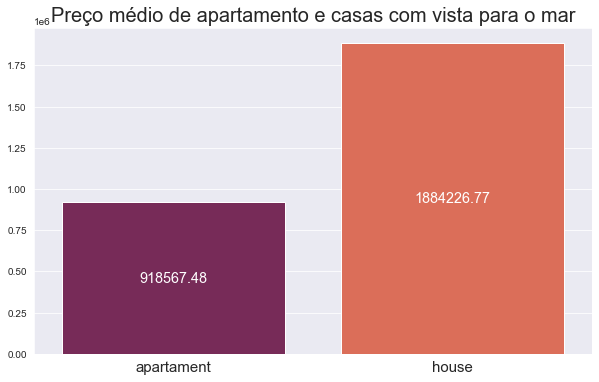 Preço médio de apartamento e casas com vista para o mar
1e6
1.75
1.50
1.25
1.00
0.75
0.50
0.25
0.00
1884226.77
918567.48
apartament
house